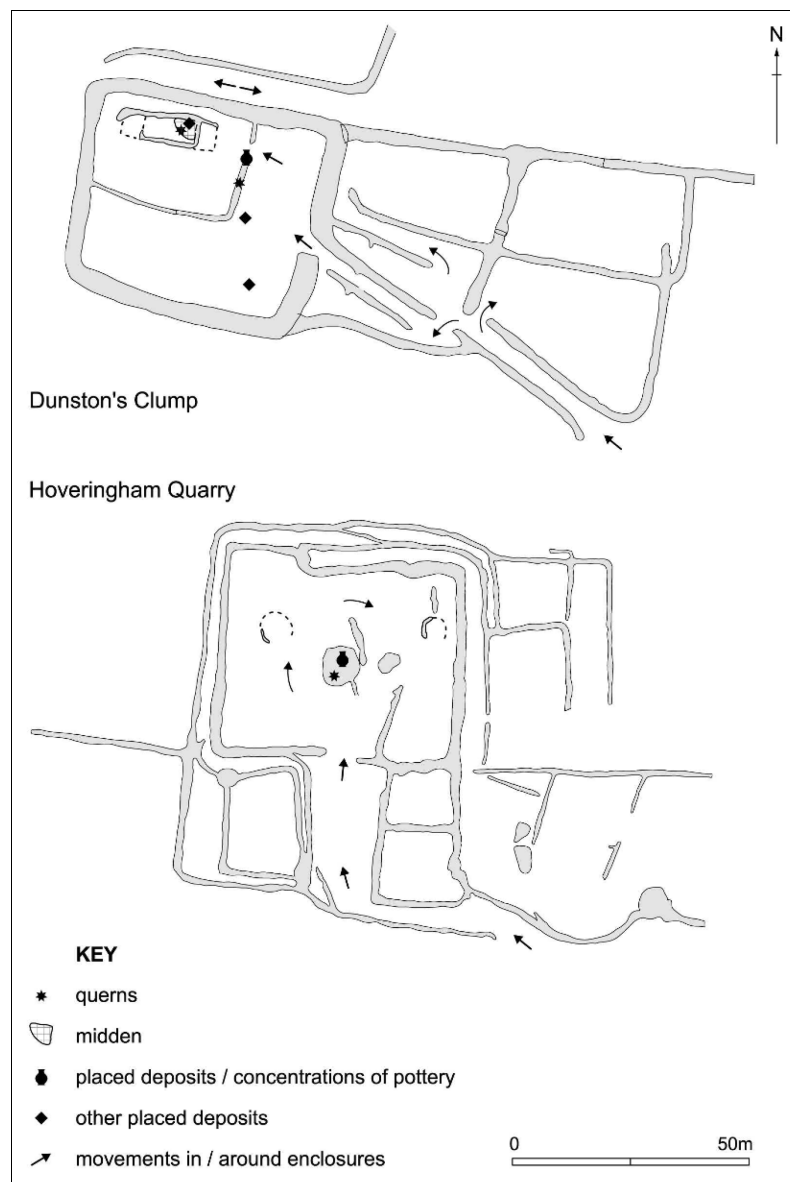 N
Dunston's Clump
Hoveringham Quarry
KEY
querns
midden
placed deposits / concentrations of pottery
other placed deposits
movements in / around enclosures
0 50m